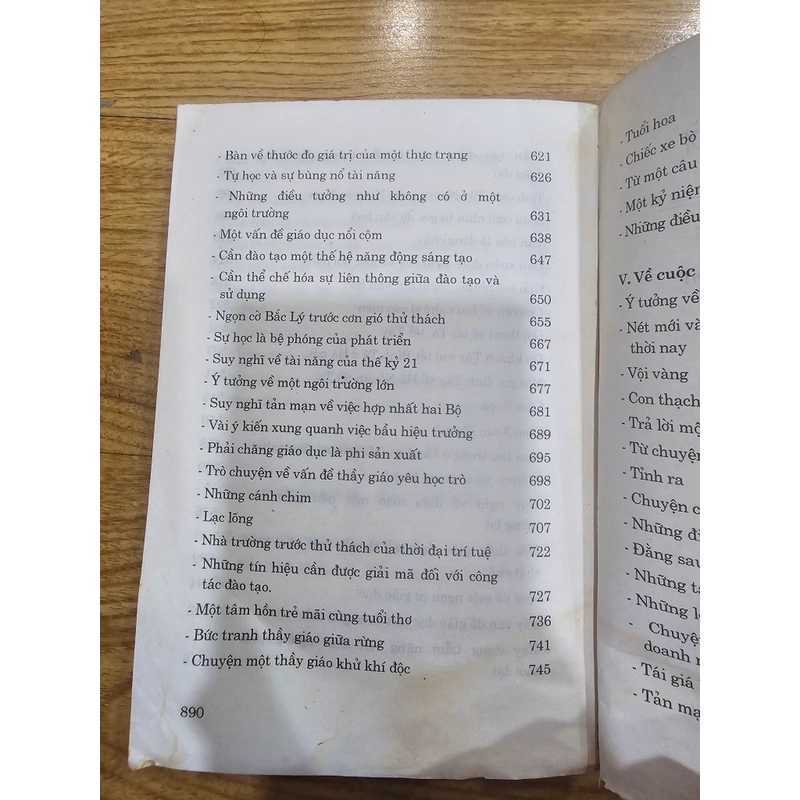 - Bàn về thước đo giá trị của một thực trạng 621
- Tự học và sự bùng nổ tài năng 626
- Những điều tưởng như không có ở một
ngôi trường 631
- Một vấn đề giáo dục nổi cộm 638
- Cần đào tạo một thế hệ năng động sáng tạo 647
- Cần thể chế hóa sự liên thông giữa đào tạo và
sử dụng 650
- Ngọn cờ Bắc Lý trước cơn gió thử thách 655
- Sự học là bệ phóng của phát triển 667
- Suy nghĩ về tài năng của thế kỷ 21 671
- Ý tưởng về một ngôi trường lớn 677
- Suy nghĩ tản mạn về việc hợp nhất hai Bộ 681
- Vài ý kiến xung quanh việc bầu hiệu trưởng 689
- Phải chăng giáo dục là phi sản xuất 695
- Trò chuyện về vấn đề thầy giáo yêu học trò 698
- Những cánh chim 702
- Lạc lõng 707
- Nhà trường trước thử thách của thời đại trí tuệ 722
- Những tín hiệu cần được giải mã đối với công
tác đào tạo. 727
- Một tâm hồn trẻ mãi cùng tuổi thơ 736
- Bức tranh thầy giáo giữa rừng 741
- Chuyện một thầy giáo khử khí độc 745
890
- Tuổi hoa
- Chiếc xe bò
- Từ một câu
- Một kỷ niệm
- Những điều
V. Về cuộc
- Ý tưởng về
- Nét mới và
thời nay
- Vội vàng
- Con thạch
- Trả lời
- Từ chuyện
- Tỉnh ra
- Chuyện
- Những
- Đằng sau
- Những
- Những
- Chuyện
doanh
- Tái giá
- Tản